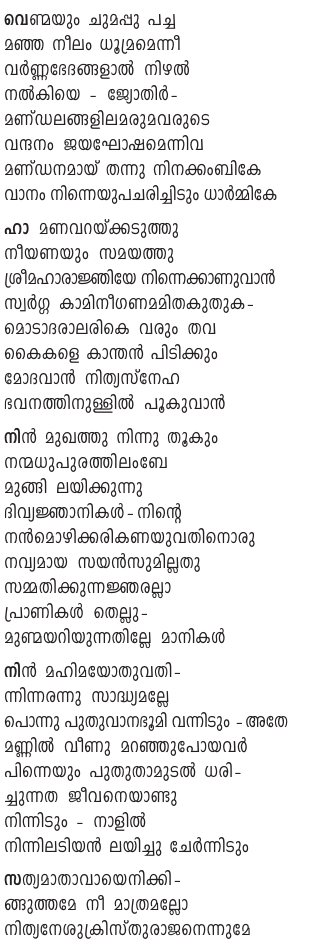 വെണ്മയും ചുമപ്പു പച്ച
മഞ്ഞ നീലം ധൂമ്രമെന്നീ
വർണ്ണഭേദങ്ങളാൽ നിഴൽ
നൽകിയെ - ജ്യോതിർ-
മണ്ഡലങ്ങളിലമരുമവരുടെ
വന്ദനം ജയഘോഷമെന്നിവ
മണ്ഡനമായ് തന്നു നിനക്കംബികേ
വാനം നിന്നെയുപചരിച്ചിടും ധാർമ്മികേ
ഹാ മണവറയ്ക്കടുത്തു
നീയണയും സമയത്തു
ശ്രീമഹാരാജ്ഞിയേ നിന്നെക്കാണുവാൻ
സ്വർഗ്ഗ കാമിനീഗണമമിതകുതുക-
മൊടാദരാലരികെ വരും തവ
കൈകളെ കാന്തൻ പിടിക്കും
മോദവാൻ നിത്യസ്നേഹ
ഭവനത്തിനുള്ളിൽ പൂകുവാൻ
നിൻ മുഖത്തു നിന്നു തൂകും
നന്മധുപുരത്തിലംബേ
മുങ്ങി ലയിക്കുന്നു
ദിവ്യജ്ഞാനികൾ-നിന്റെ
നൻമൊഴിക്കരികണയുവതിനൊരു
നവ്യമായ സയൻസുമില്ലതു
സമ്മതിക്കുന്നജ്ഞരല്ലാ
പ്രാണികൾ തെല്ലു-
മുണ്മയറിയുന്നതില്ലേ മാനികൾ
നിൻ മഹിമയോതുവതി-
ന്നിന്നരന്നു സാദ്ധ്യമല്ലേ
പൊന്നു പുതുവാനഭൂമി വന്നിടും -അതേ
മണ്ണിൽ വീണു മറഞ്ഞുപോയവർ
പിന്നെയും പുതുതാമുടൽ ധരി-
ച്ചുന്നത ജീവനെയാണ്ടു
നിന്നിടും - നാളിൽ
നിന്നിലടിയൻ ലയിച്ചു ചേർന്നിടും
സത്യമാതാവായെനിക്കി-
ങ്ങുത്തമേ നീ മാത്രമല്ലോ
നിത്യനേശുക്രിസ്തുരാജനെന്നുമേ